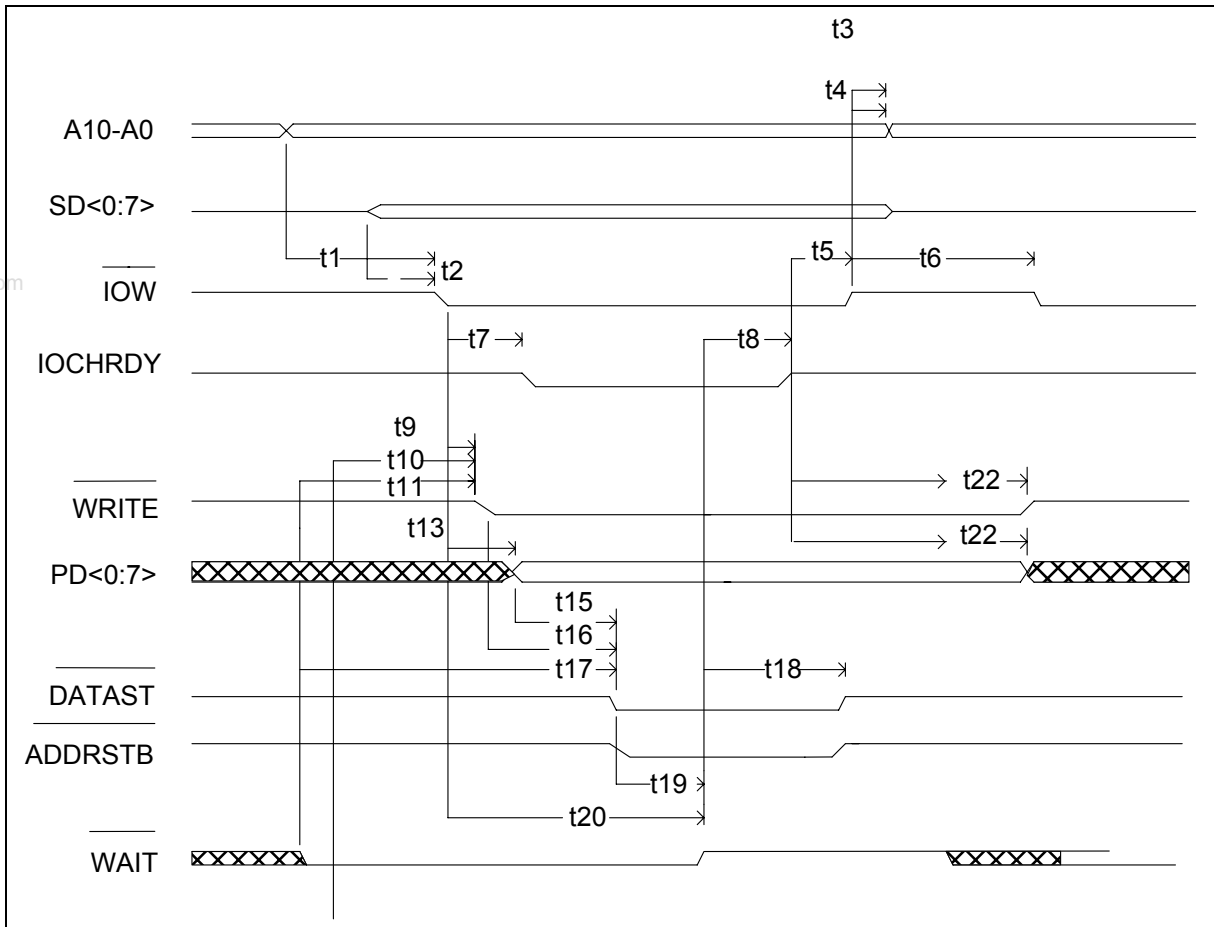 t3
t4
A10-A0
SD<0:7>
t1
t5
t6
t2
om
IOW
t7
t8
IOCHRDY
t9
t10
t11
t22
WRITE
t13
t22
PD<0:7>
t15
t16
t17
t18
DATAST
ADDRSTB
t19
t20
WAIT